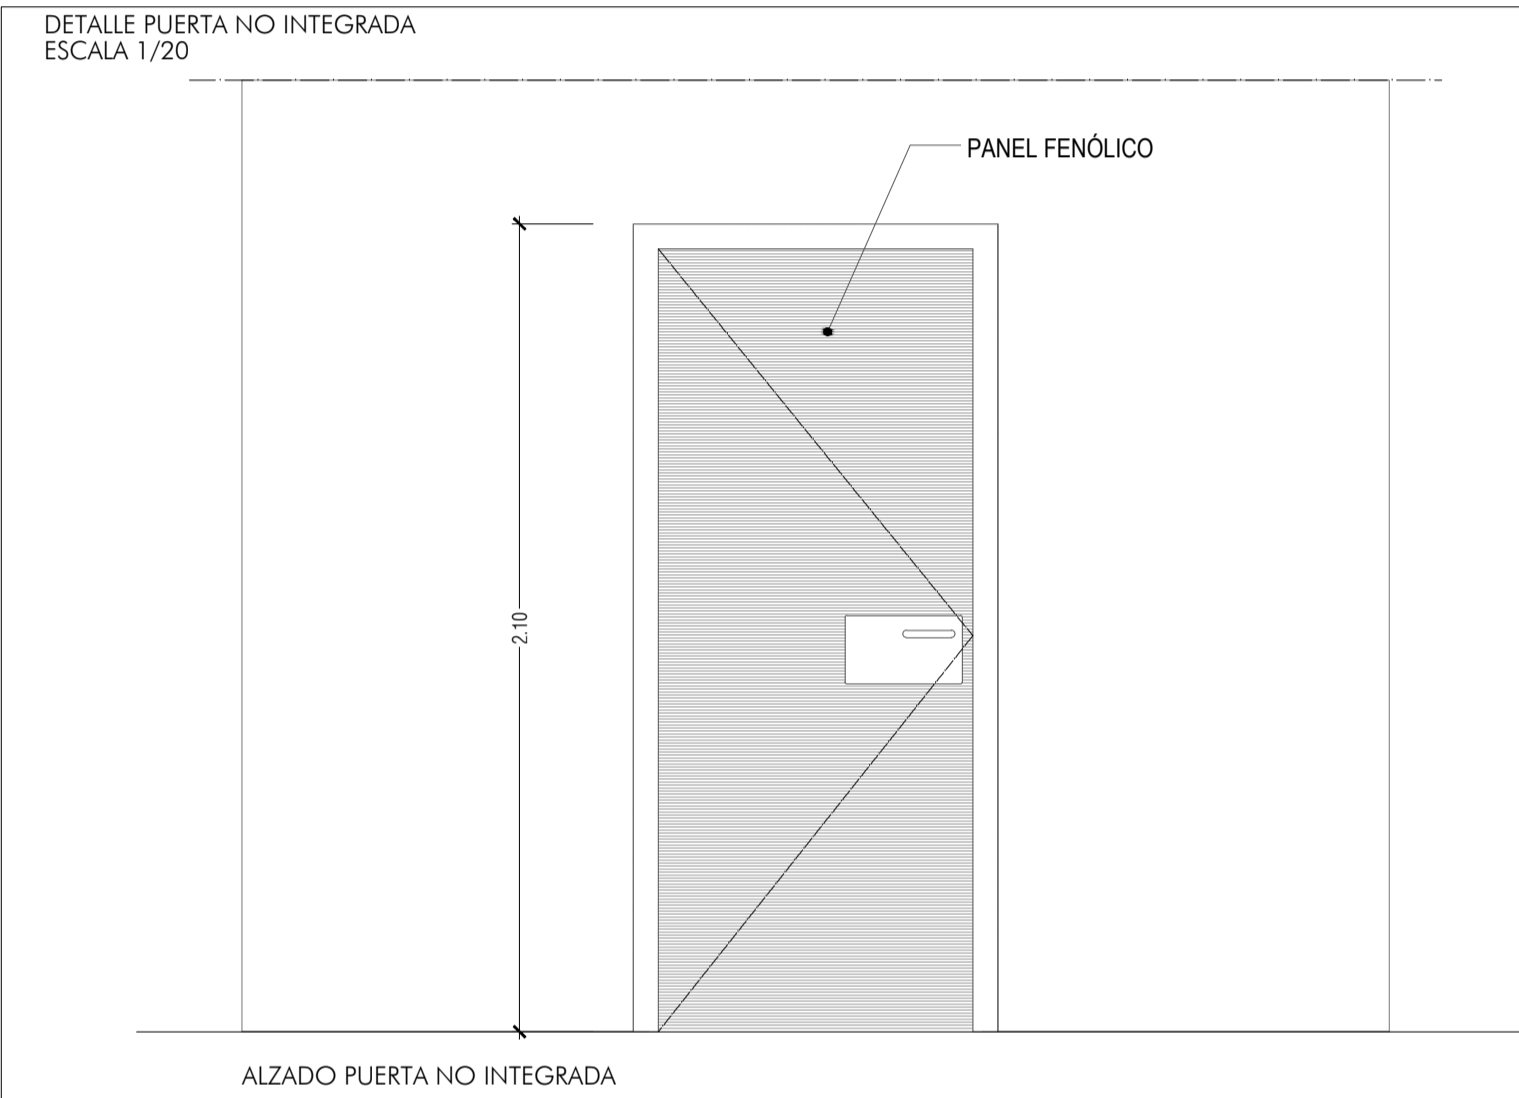 DETALLE PUERTA NO INTEGRADA
ESCALA 1/20
PANEL FENÓLICO
2.10
ALZADO PUERTA NO INTEGRADA